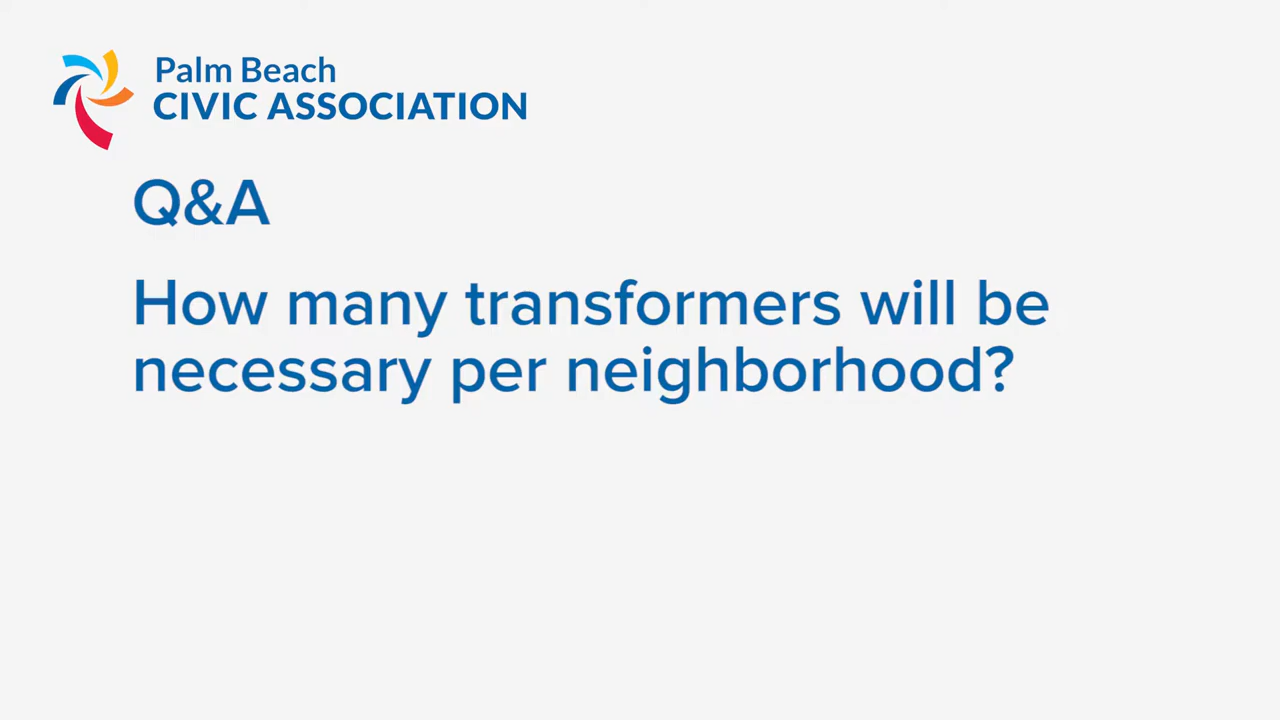 Palm Beach
CIVIC ASSOCIATION
Q&A
How many transformers will be
necessary per neighborhood?